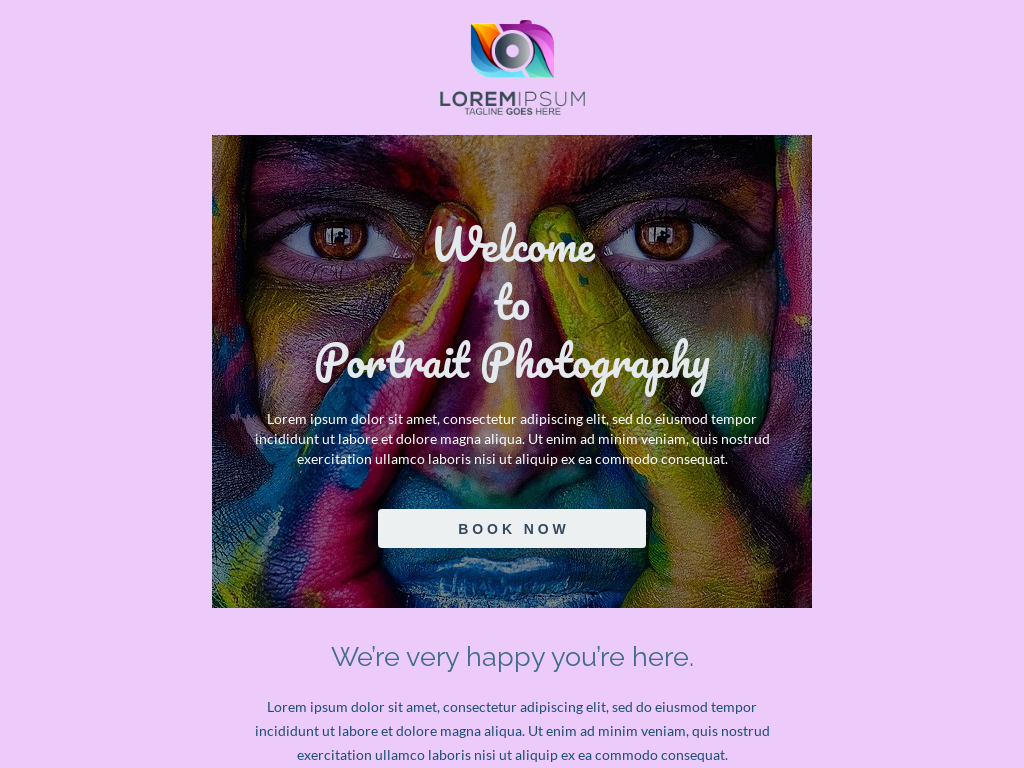 LOREMIPSUM
TAGLINE GOES HERE
Welcome
to
Portrait Photography
Lorem ipsum dolor sit amet, consectetur adipiscing elit, sed do eiusmod tempor
incididunt ut labore et dolore magna aliqua. Ut enim ad minim veniam, quis nostrud
exercitation ullamco laboris nisi ut aliquip ex ea commodo consequat.
BOOK NOW
We’re very happy you’re here.
Lorem ipsum dolor sit amet, consectetur adipiscing elit, sed do eiusmod tempor
incididunt ut labore et dolore magna aliqua. Ut enim ad minim veniam, quis nostrud
exercitation ullamco laboris nisi ut aliquip ex ea commodo consequat.